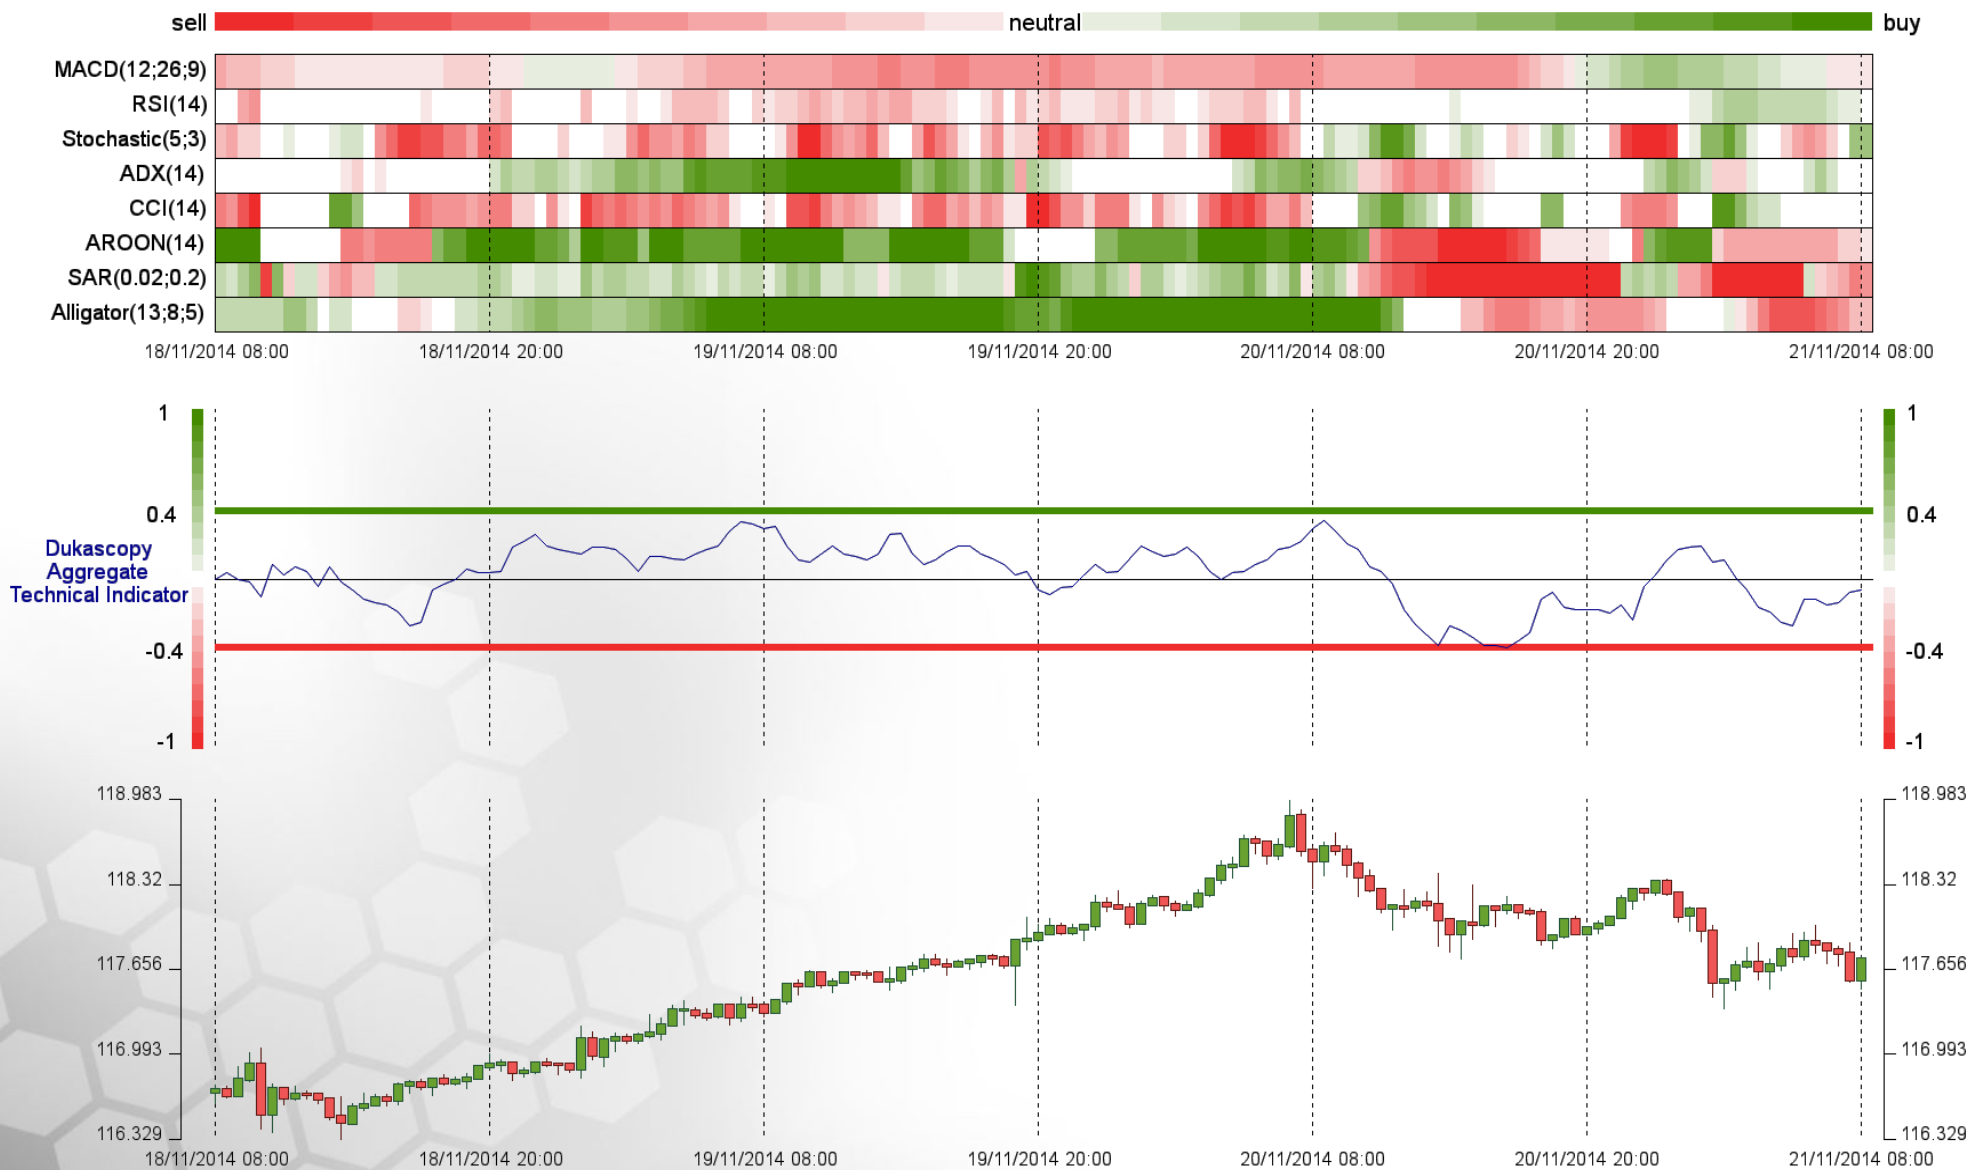 sell neutral buy
MACD(12;26;9)
RSI(14)
Stochastic(5;3)
ADX(14)
CCI(14)
AROON(14)
SAR(0.02;0.2)
Alligator(13;8;5)
18/11/2014 08:00 18/11/2014 20:00 19/11/2014 08:00 19/11/2014 20:00 20/11/2014 08:00 20/11/2014 20:00 21/11/2014 08:00
1 1
0.4 0.4
Dukascopy
Aggregate
Technical Indicator
-0.4 -0.4
-1 -1
118.983 118.983
118.32 118.32
117.656 117.656
116.993 116.993
116.329 116.329
18/11/2014 08:00 18/11/2014 20:00 19/11/2014 08:00 19/11/2014 20:00 20/11/2014 08:00 20/11/2014 20:00 21/11/2014 08:00